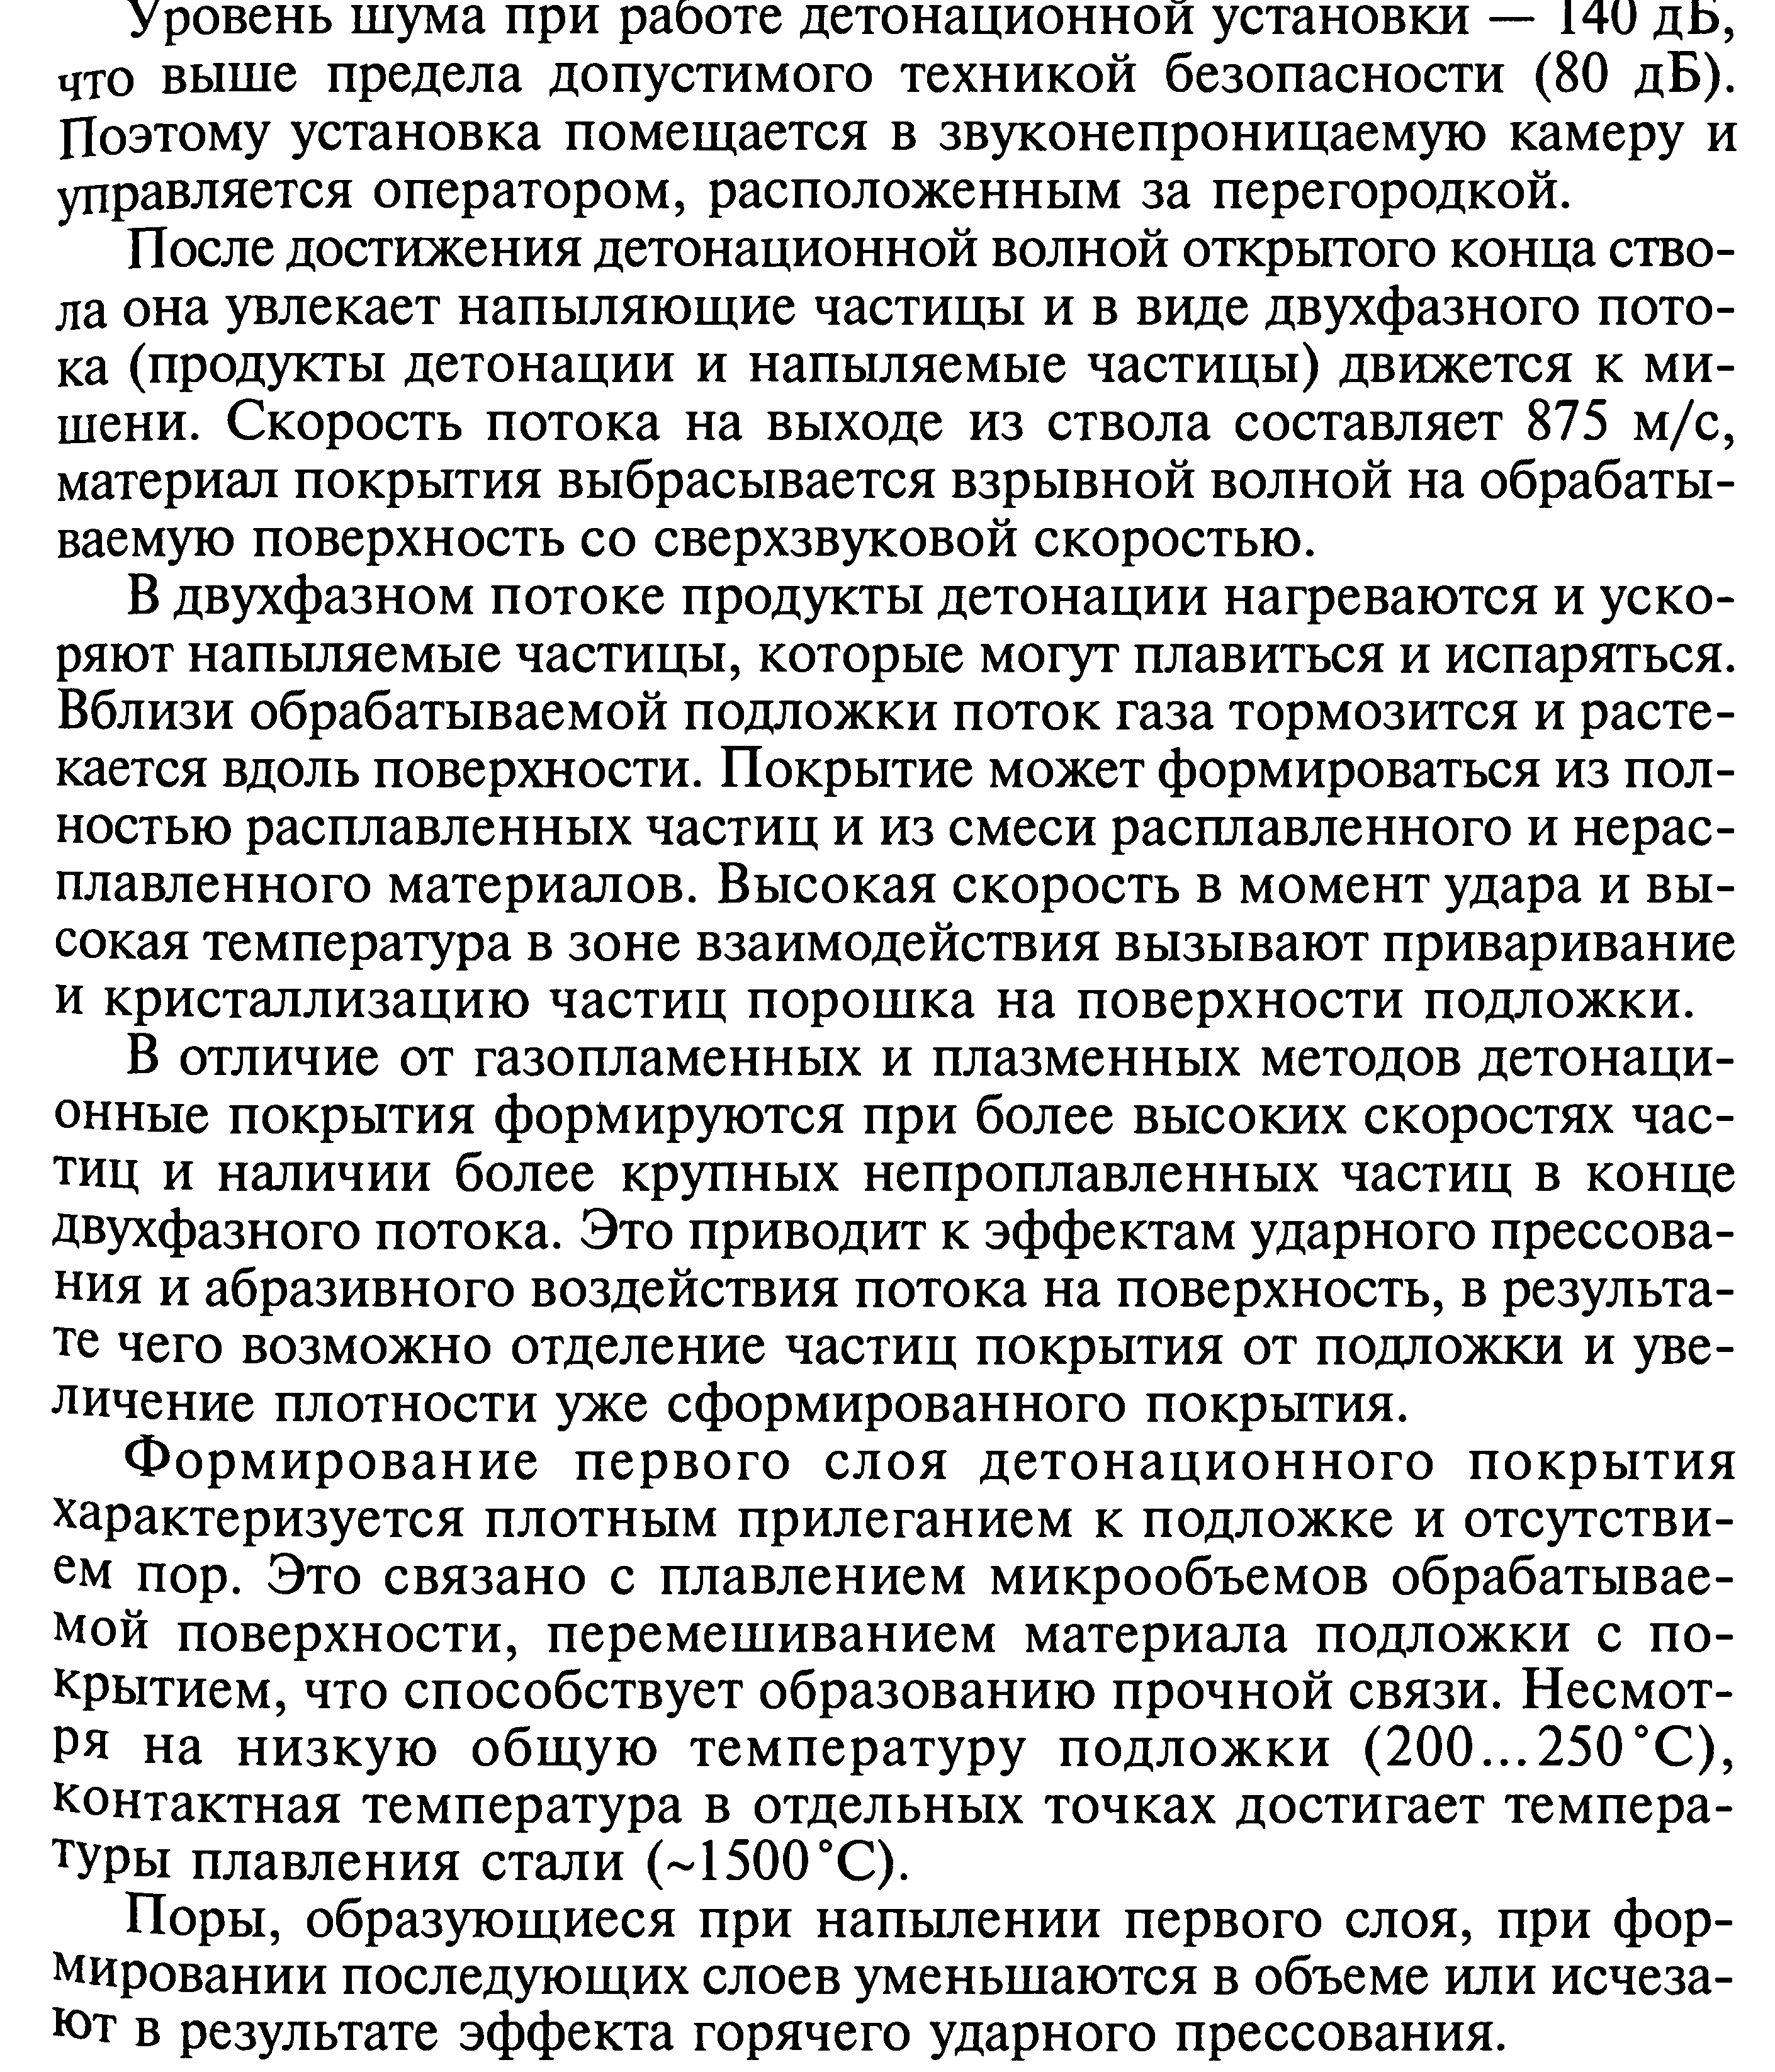 Уровень шума при работе детонационной установки — 140 дБ,
что выше предела допустимого техникой безопасности (80 дБ).
Поэтому установка помещается в звуконепроницаемую камеру и
управляется оператором, расположенным за перегородкой.
После достижения детонационной волной открытого конца ство-
ла она увлекает напыляющие частицы и в виде двухфазного пото-
ка (продукты детонации и напыляемые частицы) движется к ми-
шени. Скорость потока на выходе из ствола составляет 875 м/с,
материал покрытия выбрасывается взрывной волной на обрабаты-
ваемую поверхность со сверхзвуковой скоростью.
В двухфазном потоке продукты детонации нагреваются и уско-
ряют напыляемые частицы, которые могут плавиться и испаряться.
Вблизи обрабатываемой подложки поток газа тормозится и расте-
кается вдоль поверхности. Покрытие может формироваться из пол-
ностью расплавленных частиц и из смеси расплавленного и нерас-
плавленного материалов. Высокая скорость в момент удара и вы-
сокая температура в зоне взаимодействия вызывают приваривание
и кристаллизацию частиц порошка на поверхности подложки.
В отличие от газопламенных и плазменных методов детонаци-
онные покрытия формируются при более высоких скоростях час-
тиц и наличии более крупных непроплавленных частиц в конце
двухфазного потока. Это приводит к эффектам ударного прессова-
ния и абразивного воздействия потока на поверхность, в результа-
те чего возможно отделение частиц покрытия от подложки и уве-
личение плотности уже сформированного покрытия.
Формирование первого слоя детонационного покрытия
характеризуется плотным прилеганием к подложке и отсутстви-
ем пор. Это связано с плавлением микрообъемов обрабатывае-
мой поверхности, перемешиванием материала подложки с по-
крытием, что способствует образованию прочной связи. Несмот-
ря на низкую общую температуру подложки (200...250°С),
контактная температура в отдельных точках достигает темпера-
туры плавления стали (~1500°С).
Поры, образующиеся при напылении первого слоя, при фор-
мировании последующих слоев уменьшаются в объеме или исчеза-
ют в результате эффекта горячего ударного прессования.